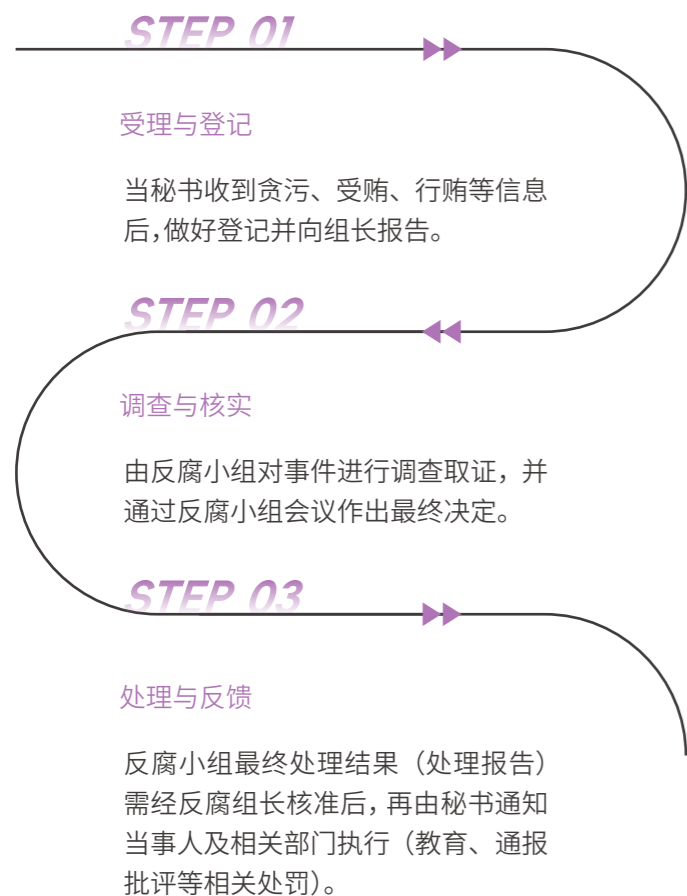 STEP 01
受理与登记
当秘书收到贪污、受贿、行贿等信息
后,做好登记并向组长报告。
STEP 02
调查与核实
由反腐小组对事件进行调查取证，并
通过反腐小组会议作出最终决定。
STEP 03
处理与反馈
反腐小组最终处理结果（处理报告）
需经反腐组长核准后,再由秘书通知
当事人及相关部门执行（教育、通报
批评等相关处罚）。